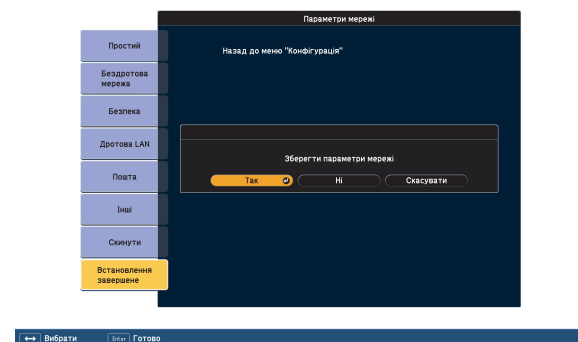 Параметри мережі
Простий
Назад до меню "Конфігурація"
Бездротова
мережа
Безпека
Дротова LAN
Зберегти параметри мережі
Пошта
Так
Ні
Скасувати
Інші
Скинути
Встановлення
завершене
Вибрати
Enter Готово